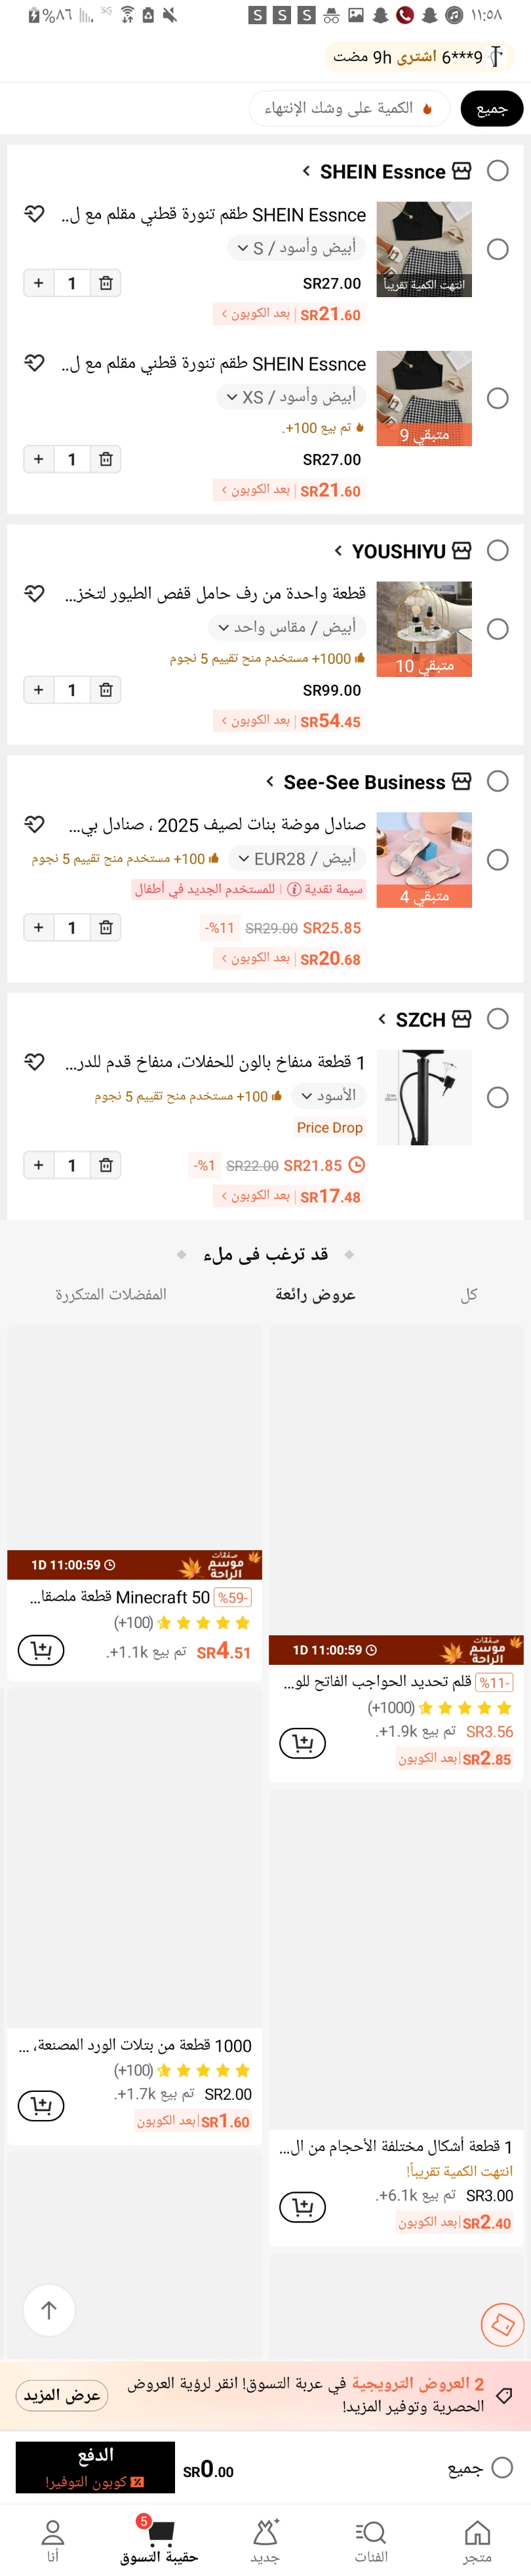 ١١:٥٨ S S S 3G %٨٦
6***9 اشترى 9h مضت
جميع الكمية على وشك الإنتهاء
SHEIN Essnce
SHEIN Essnce طقم تنورة قطني مقلم مع ل...
أبيض وأسود / S
انتهت الكمية تقريباً
SR27.00 1 +
SR21.60 | بعد الكوبون
SHEIN Essnce طقم تنورة قطني مقلم مع ل...
أبيض وأسود / XS
تم بيع 100+.
متبقي 9
SR27.00 1 +
SR21.60 | بعد الكوبون
YOUSHIYU
قطعة واحدة من رف حامل قفص الطيور لتخز...
أبيض / مقاس واحد
1000+ مستخدم منح تقييم 5 نجوم
متبقي 10
SR99.00 1 +
SR54.45 | بعد الكوبون
See-See Business
صنادل موضة بنات لصيف 2025 ، صنادل بي...
أبيض / EUR28 100+ مستخدم منح تقييم 5 نجوم
سيمة نقدية | للمستخدم الجديد في أطفال
متبقي 4
SR25.85 SR29.00 -%11 1 +
SR20.68 | بعد الكوبون
SZCH
1 قطعة منفاخ بالون للحفلات، منفاخ قدم للدر...
الأسود 100+ مستخدم منح تقييم 5 نجوم
Price Drop
SR21.85 SR22.00 -%1 1 +
SR17.48 | بعد الكوبون
قد ترغب في ملء
كل عروض رائعة المفضلات المتكررة
صفقات موسم الراحة 1D 11:00:59
-%59 Minecraft 50 قطعة ملصقا...
(100+)
SR4.51 تم بيع 1.1k+.
صفقات موسم الراحة 1D 11:00:59
-%11 قلم تحديد الحواجب الفاتح للو...
(1000+)
SR3.56 تم بيع 1.9k+.
SR2.85 | بعد الكوبون
1000 قطعة من بتلات الورد المصنعة، ...
(100+)
SR2.00 تم بيع 1.7k+.
SR1.60 | بعد الكوبون
1 قطعة أشكال مختلفة الأحجام من ال...
انتهت الكمية تقريباً!
SR3.00 تم بيع 6.1k+.
SR2.40 | بعد الكوبون
2 العروض الترويجية في عربة التسوق! انقر لرؤية العروض
الحصرية وتوفير المزيد!
عرض المزيد
جميع SR0.00 الدفع
كوبون التوفير!
5
متجر الفئات جديد حقيبة التسوق أنا